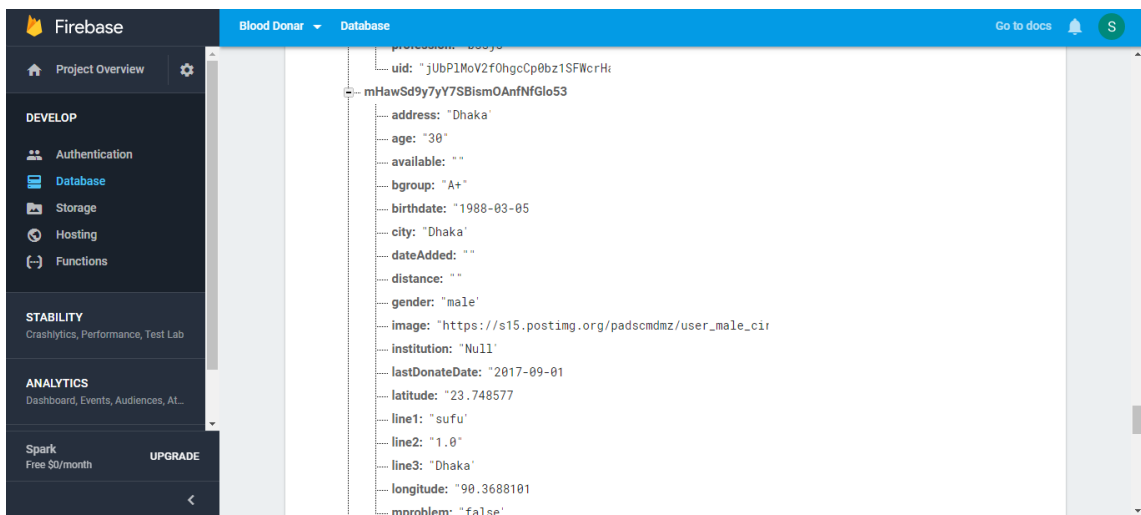 Firebase
Blood Donar Database Go to docs S
Project Overview
DEVELOP
Authentication
Database
Storage
Hosting
Functions
STABILITY
Crashlytics, Performance, Test Lab
ANALYTICS
Dashboard, Events, Audiences, At...
Spark
Free $0/month
UPGRADE
uid: "jUbPlMoV2fOhgcCp0bz1SFWcrHa
mHawSd9y7yY7SBismOAnfNfGlo53
address: "Dhaka'
age: "30"
available: ""
bgroup: "A+"
birthdate: "1988-03-05
city: "Dhaka'
dateAdded: ""
distance: ""
gender: "male'
image: "https://s15.postimg.org/padscmdmz/user_male_cir
institution: "Null'
lastDonateDate: "2017-09-01
latitude: "23.748577
line1: "sufu'
line2: "1.0"
line3: "Dhaka'
longitude: "90.3688101
mproblem: "false'